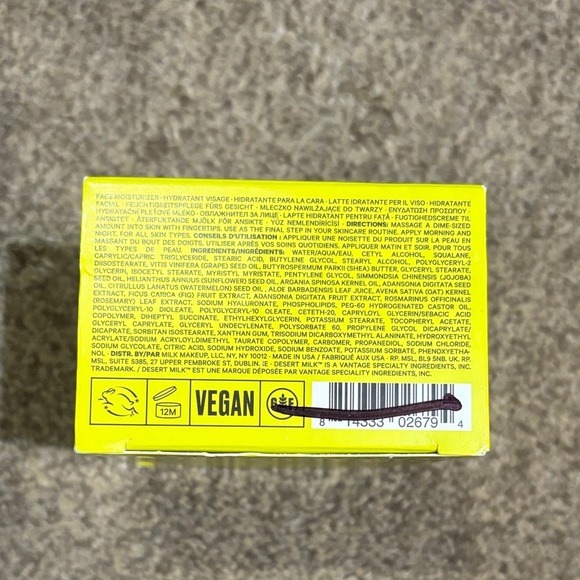 FACE MOISTURIZER • HYDRATANT VISAGE • HIDRATANTE PARA LA CARA • LATTE IDRATANTE PER IL VISO • HIDRATANTE
FACIAL • FEUCHTIGKEITSPFLEGE FÜRS GESICHT • MLECZKO NAWILŻAJĄCE DO TWARZY • ΕΝΥΔΑΤΩΣΗ ΠΡΟΣΩΠΟΥ •
HYDRATAČNÍ PLEŤOVÉ MLÉKO • ОВЛАЖНИТЕЛ ЗА ЛИЦЕ • LAPTE HIDRATANT PENTRU FAȚĂ • FUGTIGHEDSCREME TIL
ANSIGTET • ÅTERFUKTANDE MJÖLK FÖR ANSIKTE • YÜZ NEMLENDİRİCİSİ DIRECTIONS: MASSAGE A DIME-SIZED
AMOUNT INTO SKIN WITH FINGERTIPS. USE AS THE FINAL STEP IN YOUR SKINCARE ROUTINE. APPLY MORNING AND
NIGHT. FOR ALL SKIN TYPES. CONSEILS D'UTILISATION: APPLIQUER UNE NOISETTE DU PRODUIT SUR LA PEAU EN
MASSANT DU BOUT DES DOIGTS. UTILISER APRÈS VOS SOINS QUOTIDIENS. APPLIQUER MATIN ET SOIR. POUR TOUS
LES TYPES DE PEAU. INGREDIENTS/INGRÉDIENTS: WATER/AQUA/EAU, CETYL ALCOHOL, SQUALANE,
CAPRYLIC/CAPRIC TRIGLYCERIDE, STEARIC ACID, BUTYLENE GLYCOL, STEARYL ALCOHOL, POLYGLYCERYL-2
DIISOSTEARATE, VITIS VINIFERA (GRAPE) SEED OIL, BUTYROSPERMUM PARKII (SHEA) BUTTER, GLYCERYL STEARATE,
GLYCERIN, ISOCETYL STEARATE, MYRISTYL MYRISTATE, PENTYLENE GLYCOL, SIMMONDSIA CHINENSIS (JOJOBA)
SEED OIL, HELIANTHUS ANNUUS (SUNFLOWER) SEED OIL, ARGANIA SPINOSA KERNEL OIL, ADANSONIA DIGITATA SEED
OIL, CITRULLUS LANATUS (WATERMELON) SEED OIL, ALOE BARBADENSIS LEAF JUICE, AVENA SATIVA (OAT) KERNEL
EXTRACT, FICUS CARICA (FIG) FRUIT EXTRACT, ADANSONIA DIGITATA FRUIT EXTRACT, ROSMARINUS OFFICINALIS
(ROSEMARY) LEAF EXTRACT, SODIUM HYALURONATE, PHOSPHOLIPIDS, PEG-60 HYDROGENATED CASTOR OIL,
POLYGLYCERYL-10 DIOLEATE, POLYGLYCERYL-10 OLEATE, CETETH-20, CAPRYLOYL GLYCERIN/SEBACIC ACID
COPOLYMER, DIHEPTYL SUCCINATE, ETHYLHEXYLGLYCERIN, POTASSIUM STEARATE, TOCOPHERYL ACETATE,
GLYCERYL CAPRYLATE, GLYCERYL UNDECYLENATE, POLYSORBATE 60, PROPYLENE GLYCOL DICAPRYLATE/
DICAPRATE, SORBITAN ISOSTEARATE, XANTHAN GUM, TRISODIUM DICARBOXYMETHYL ALANINATE, HYDROXYETHYL
ACRYLATE/SODIUM ACRYLOYLDIMETHYL TAURATE COPOLYMER, CARBOMER, PROPANEDIOL, SODIUM CHLORIDE,
SODIUM GLYCOLATE, CITRIC ACID, SODIUM HYDROXIDE, SODIUM BENZOATE, POTASSIUM SORBATE, PHENOXYETHA-
NOL • DISTR. BY/PAR MILK MAKEUP, LLC, NY, NY 10012 • MADE IN USA / FABRIQUÉ AUX USA • RP. MSL, BL9 5NB. UK. RP.
MSL, SUITE 5385, 27 UPPER PEMBROKE ST, DUBLIN. IE • DESERT MILK™ IS A VANTAGE SPECIALTY INGREDIENTS, INC.
TRADEMARK. / DESERT MILK™ EST UNE MARQUE DÉPOSÉE PAR VANTAGE SPECIALTY INGREDIENTS, INC.
12M
VEGAN
8 14333 02679 4